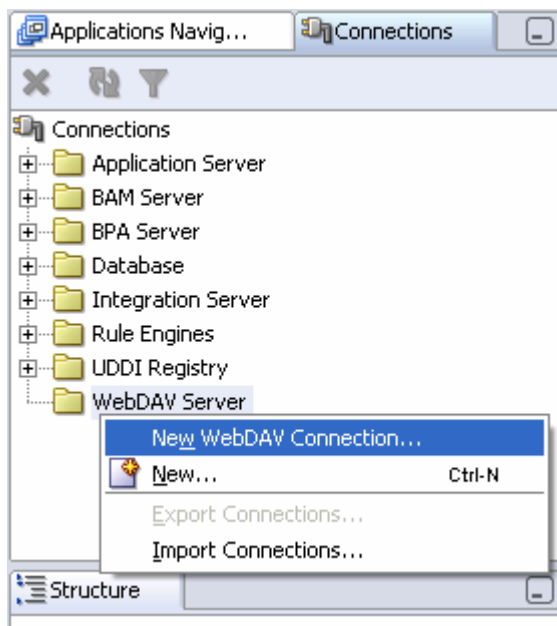 Applications Navig... Connections
Connections
Application Server
BAM Server
BPA Server
Database
Integration Server
Rule Engines
UDDI Registry
WebDAV Server
New WebDAV Connection...
New... Ctrl-N
Export Connections...
Import Connections...
Structure